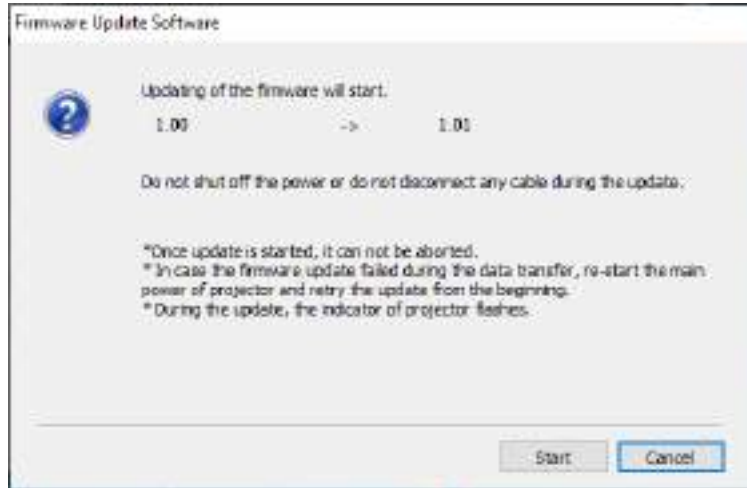 Firmware Update Software
Updating of the firmware will start.
1.00 -> 1.01
Do not shut off the power or do not disconnect any cable during the update.
*Once update is started, it can not be aborted.
* In case the firmware update failed during the data transfer, re-start the main
power of projector and retry the update from the beginning.
* During the update, the indicator of projector flashes.
Start Cancel